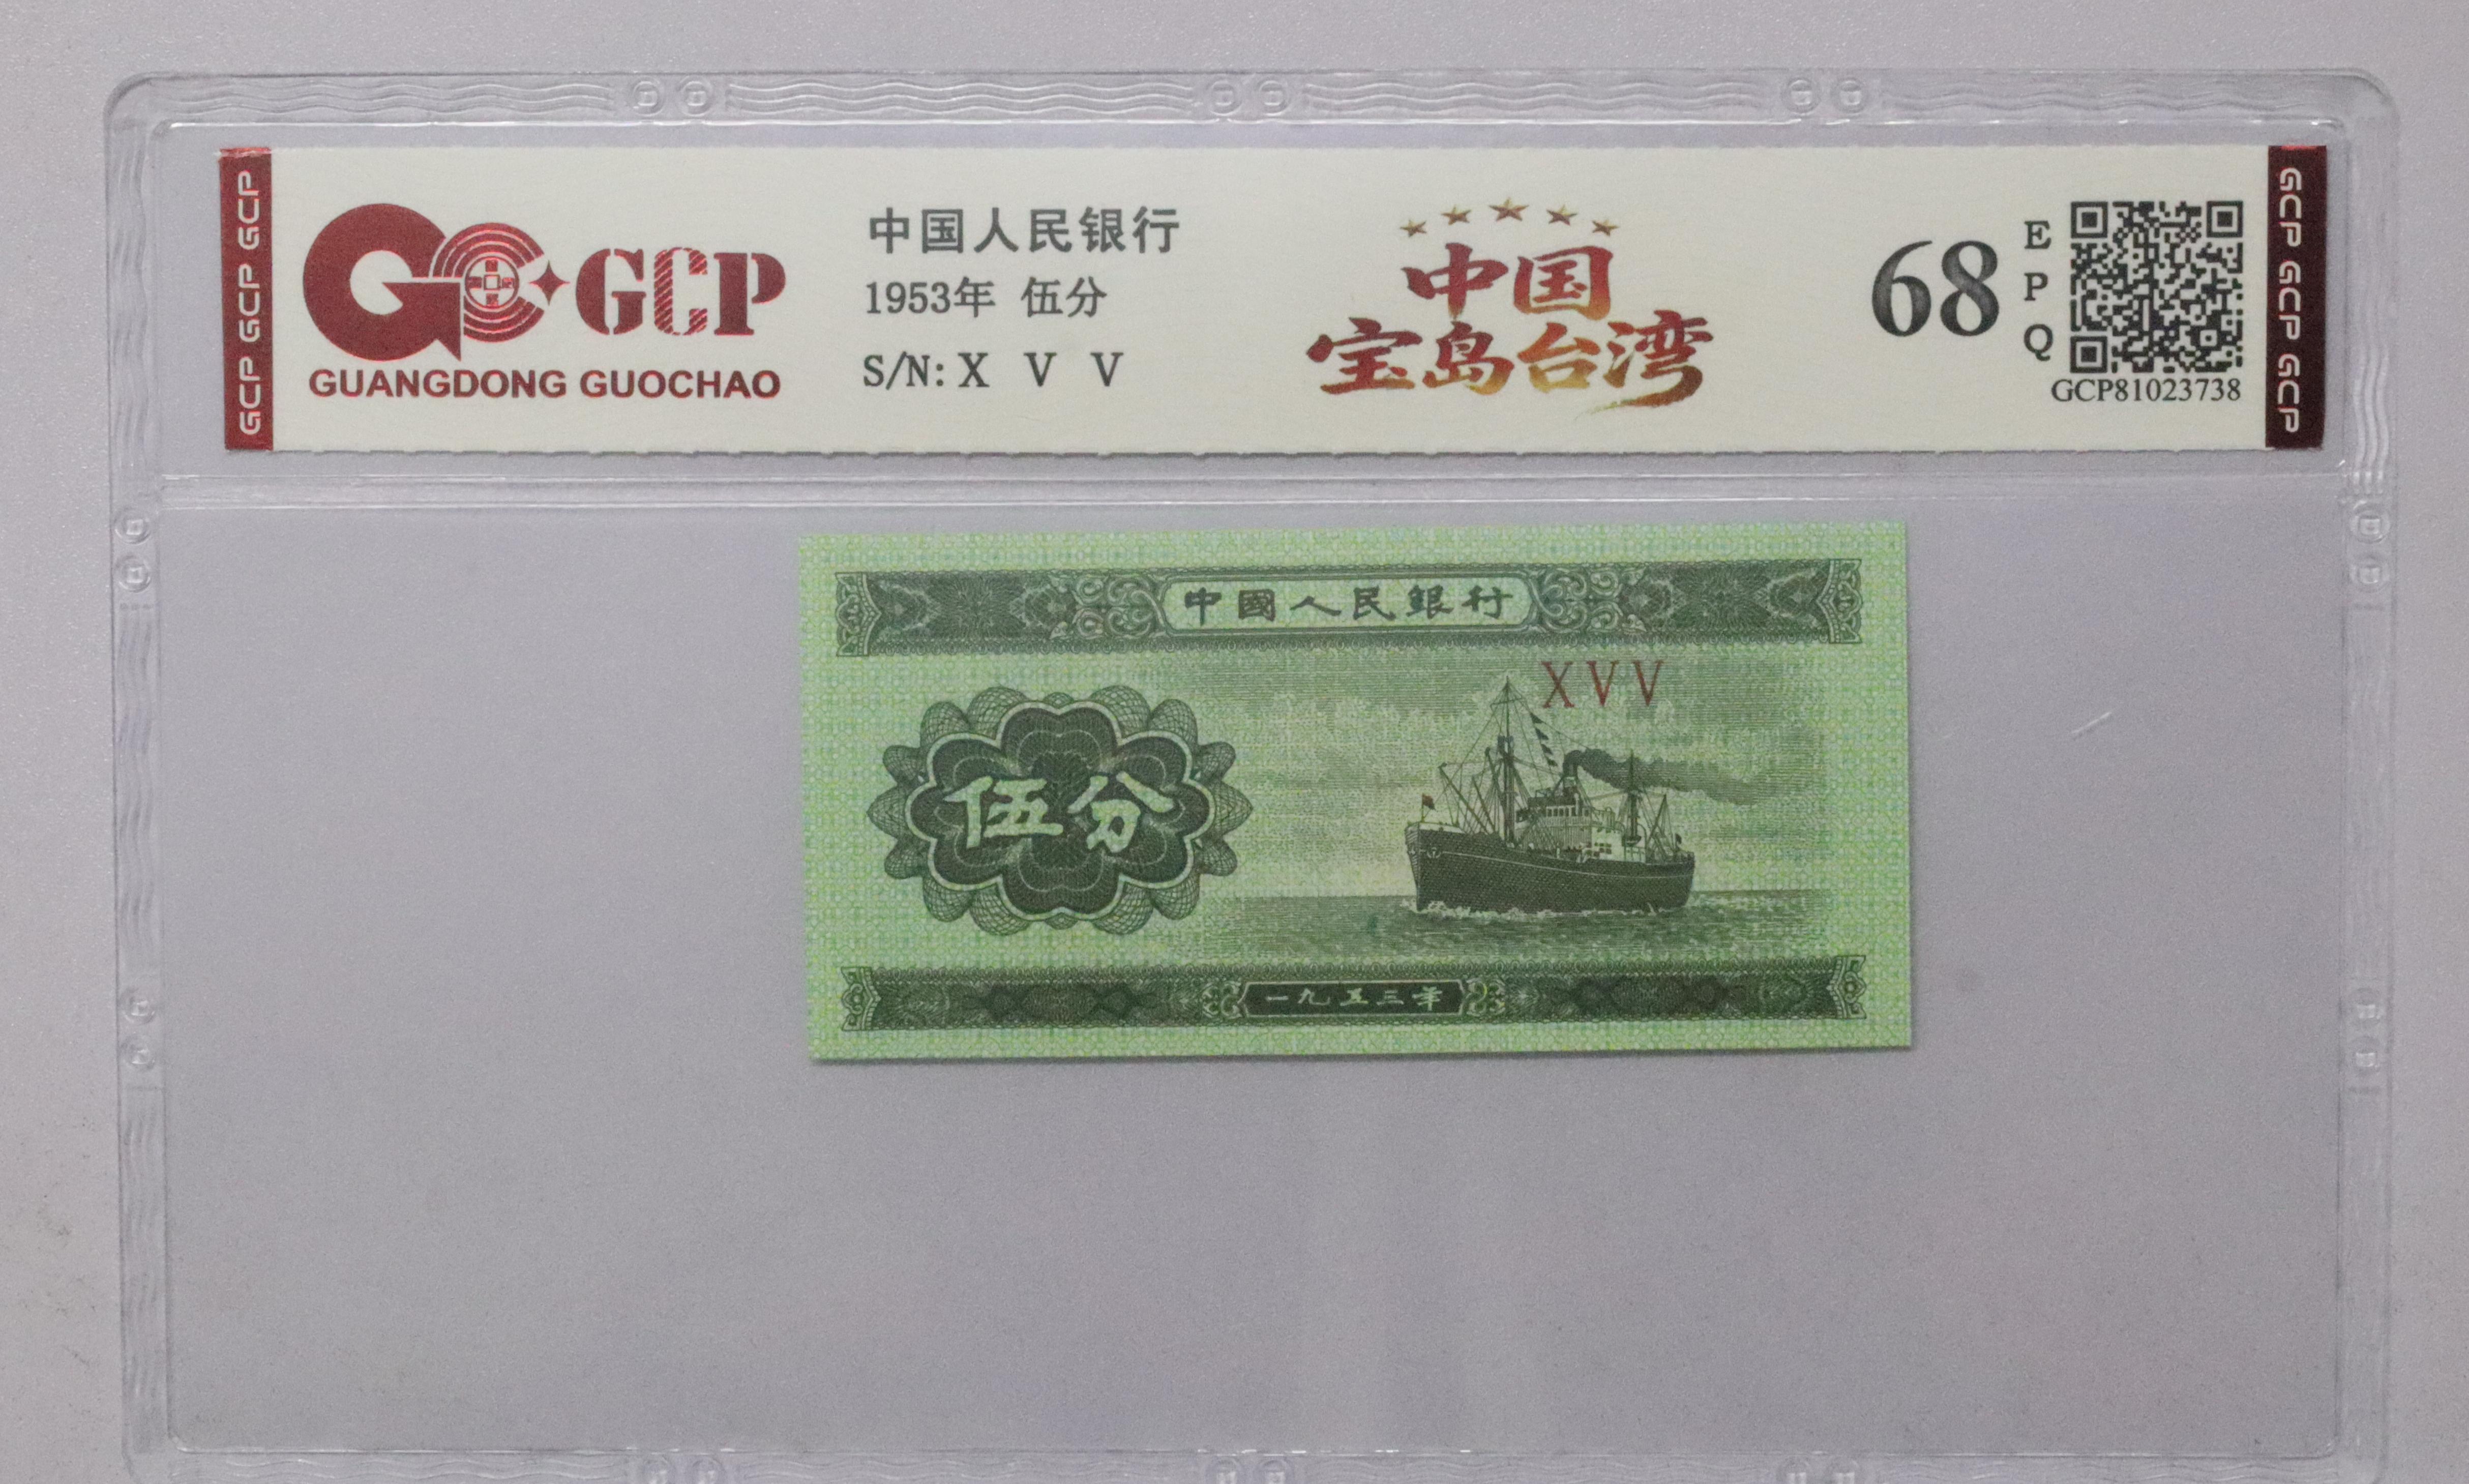 GCP GCP GCP
GCP
GUANGDONG GUOCHAO
中国人民银行
1953年 伍分
S/N: X V V
中国
宝岛台湾
68
E
P
Q
GCP81023738
GCP GCP GCP
中國人民銀行
XVV
伍分
一九五三年